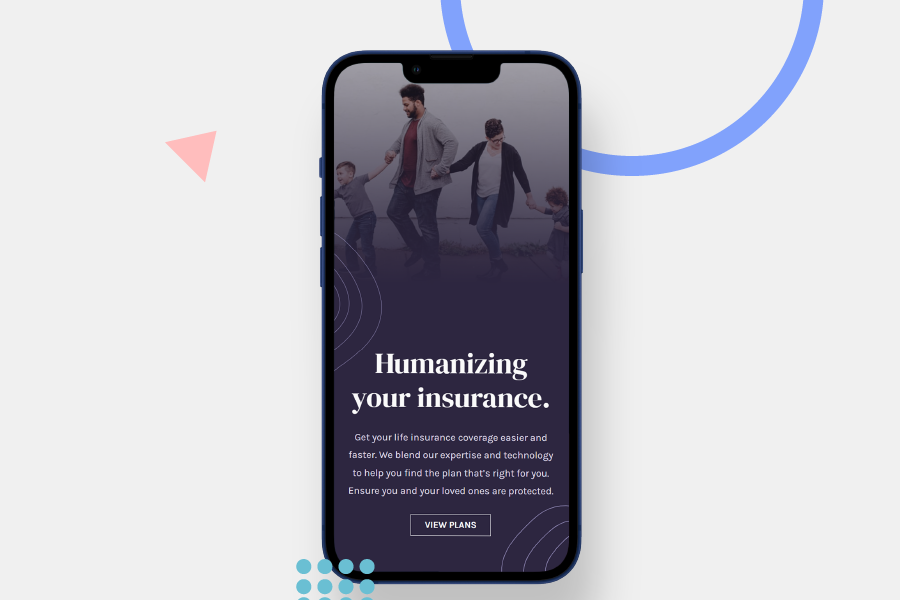 Humanizing
your insurance.
Get your life insurance coverage easier and
faster. We blend our expertise and technology
to help you find the plan that's right for you.
Ensure you and your loved ones are protected.
VIEW PLANS